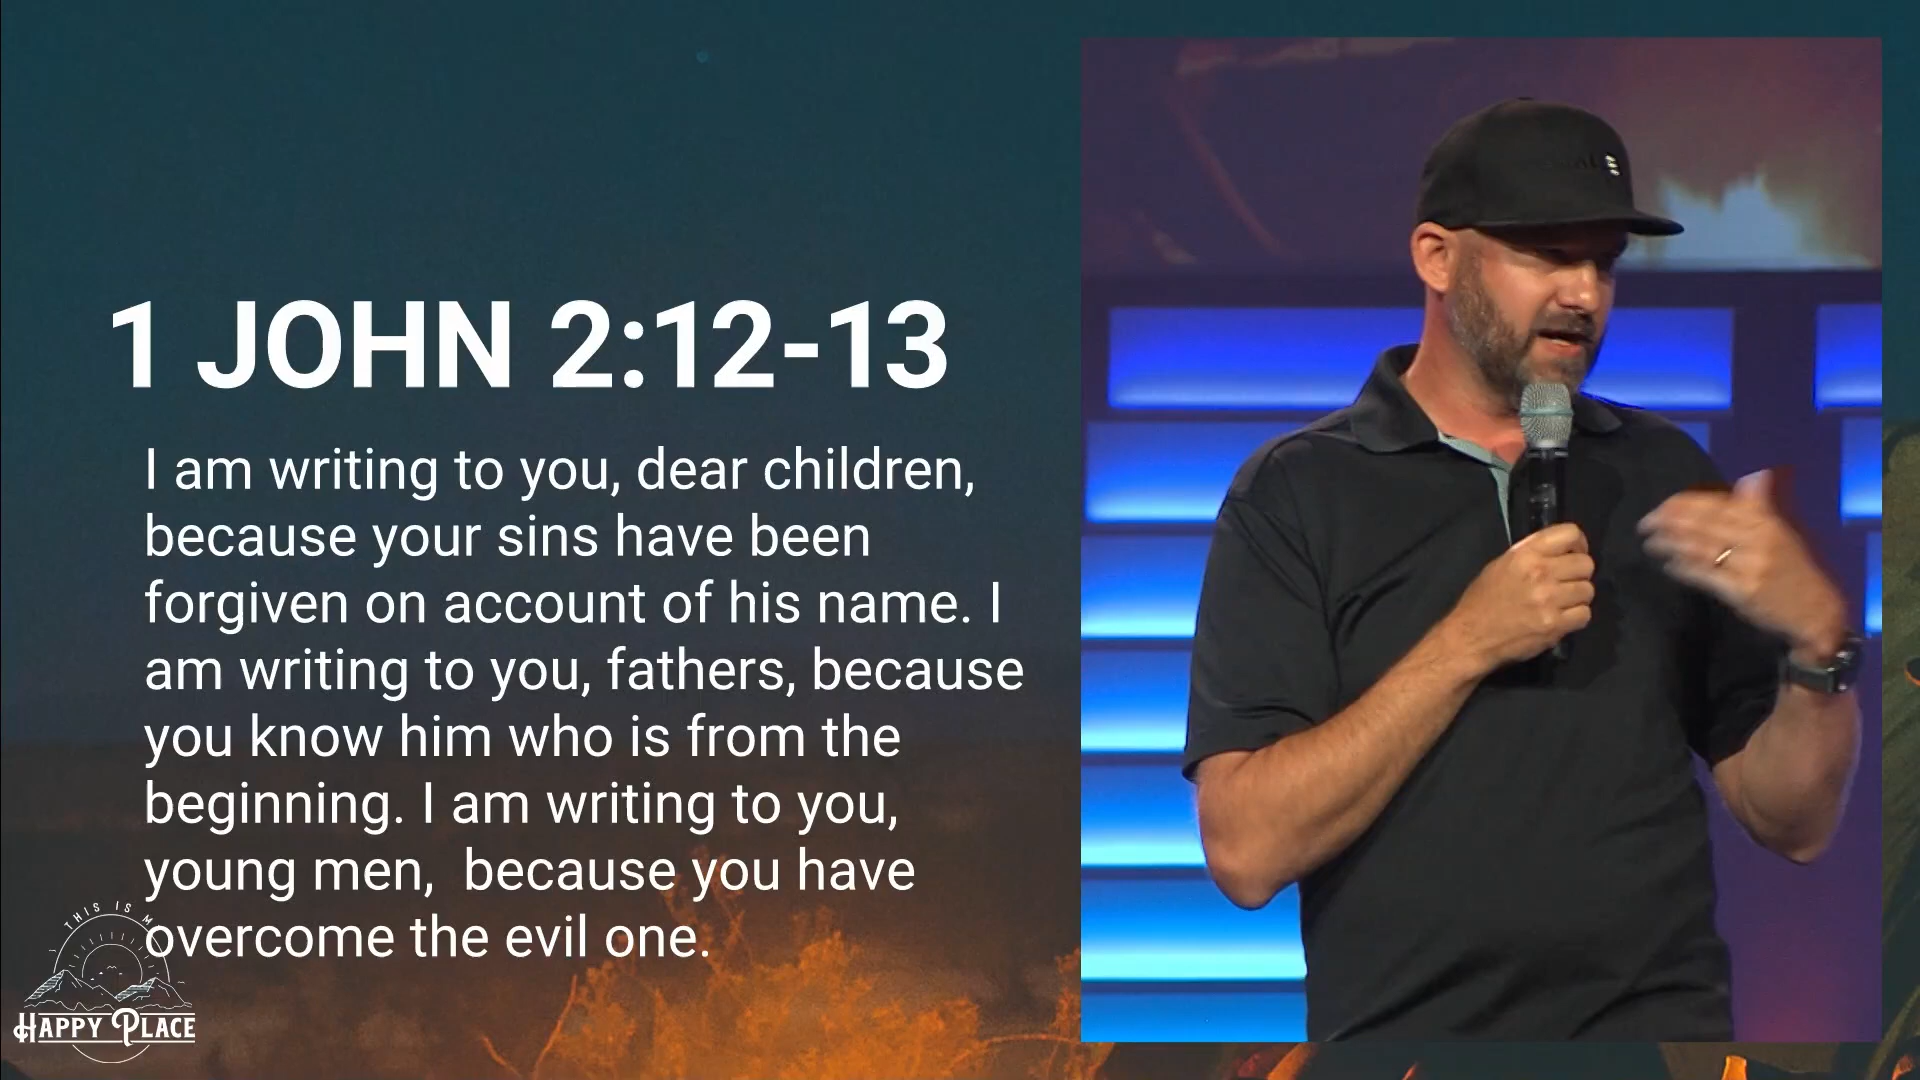 1 JOHN 2:12-13
I am writing to you, dear children,
because your sins have been
forgiven on account of his name. I
am writing to you, fathers, because
you know him who is from the
beginning. I am writing to you,
young men,  because you have
overcome the evil one.
THIS IS M
HAPPY PLACE